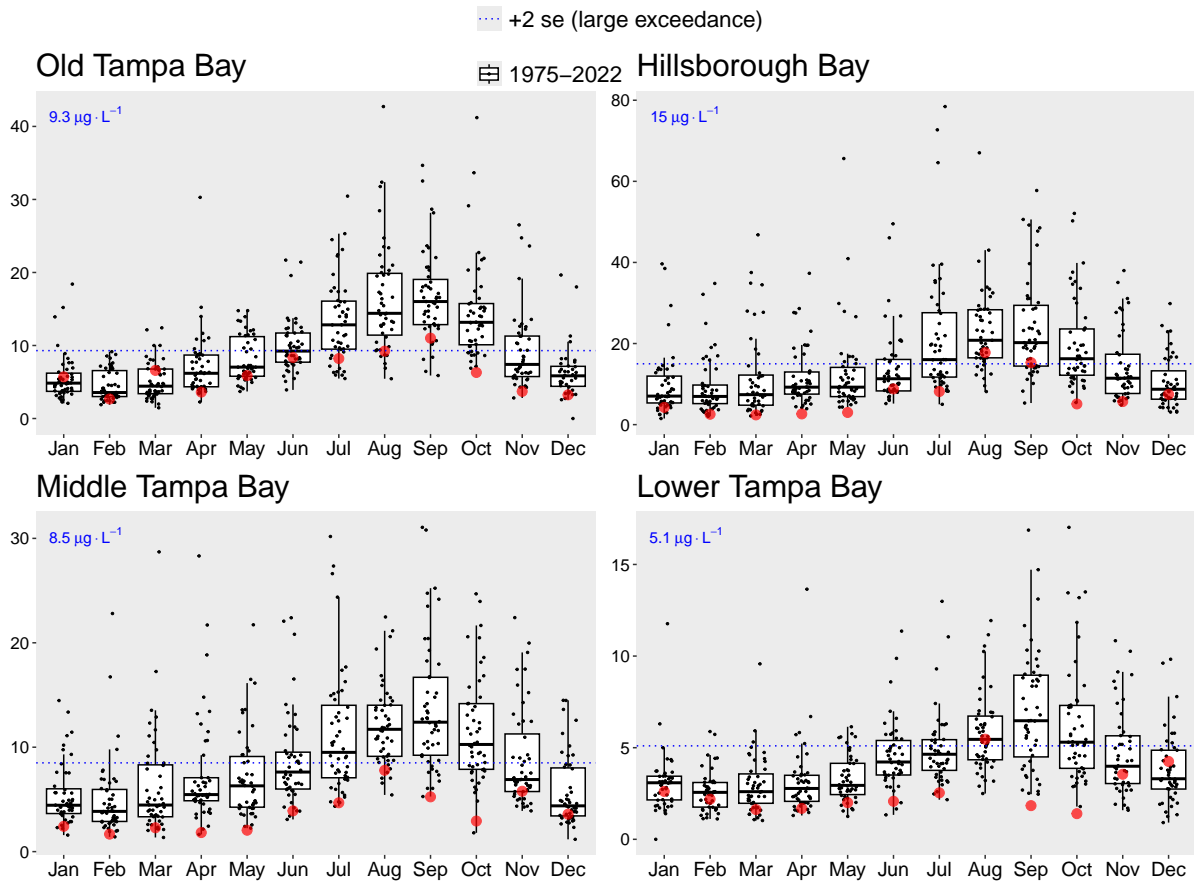 +2 se (large exceedance)
1975−2022
Old Tampa Bay
9.3 μg · L⁻¹
40
30
20
10
0
Jan Feb Mar Apr May Jun Jul Aug Sep Oct Nov Dec
Hillsborough Bay
15 μg · L⁻¹
80
60
40
20
0
Jan Feb Mar Apr May Jun Jul Aug Sep Oct Nov Dec
Middle Tampa Bay
8.5 μg · L⁻¹
30
20
10
0
Jan Feb Mar Apr May Jun Jul Aug Sep Oct Nov Dec
Lower Tampa Bay
5.1 μg · L⁻¹
15
10
5
0
Jan Feb Mar Apr May Jun Jul Aug Sep Oct Nov Dec